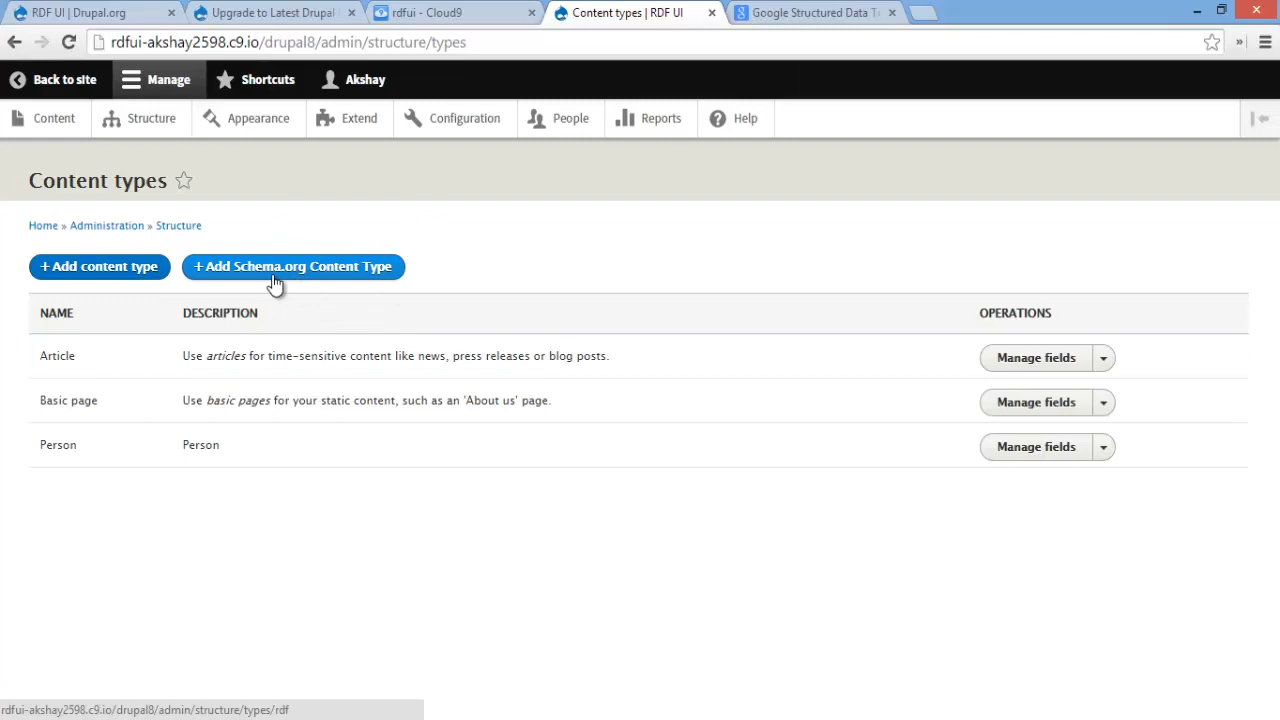 RDF UI | Drupal.org
Upgrade to Latest Drupal
rdfui - Cloud9
Content types | RDF UI
Google Structured Data T
rdfui-akshay2598.c9.io/drupal8/admin/structure/types
»
Back to site
Manage
Shortcuts
Akshay
Content
Structure
Appearance
Extend
Configuration
People
Reports
Help
Content types
Home » Administration » Structure
+ Add content type
+ Add Schema.org Content Type
NAME DESCRIPTION OPERATIONS
Article Use articles for time-sensitive content like news, press releases or blog posts. Manage fields
Basic page Use basic pages for your static content, such as an 'About us' page. Manage fields
Person Person Manage fields
rdfui-akshay2598.c9.io/drupal8/admin/structure/types/rdf